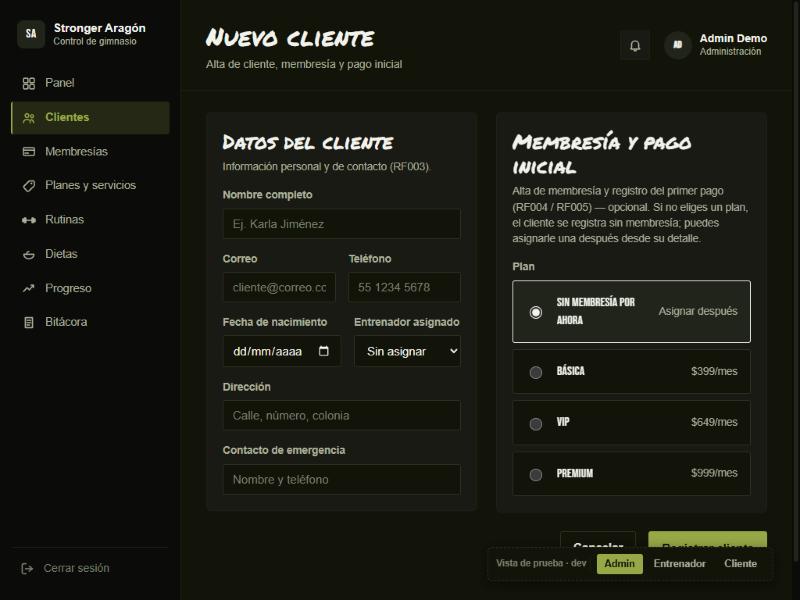 SA
Stronger Aragón
Control de gimnasio
Panel
Clientes
Membresías
Planes y servicios
Rutinas
Dietas
Progreso
Bitácora
Cerrar sesión
Nuevo cliente
Alta de cliente, membresía y pago inicial
AD
Admin Demo
Administración
Datos del cliente
Información personal y de contacto (RF003).
Nombre completo
Ej. Karla Jiménez
Correo
Teléfono
cliente@correo.cc
55 1234 5678
Fecha de nacimiento
Entrenador asignado
dd/mm/aaaa
Sin asignar
Dirección
Calle, número, colonia
Contacto de emergencia
Nombre y teléfono
Membresía y pago
inicial
Alta de membresía y registro del primer pago
(RF004 / RF005) — opcional. Si no eliges un plan,
el cliente se registra sin membresía; puedes
asignarle una después desde su detalle.
Plan
SIN MEMBRESÍA POR
AHORA
Asignar después
BÁSICA
$399/mes
VIP
$649/mes
PREMIUM
$999/mes
Cancelar
Registrar cliente
Vista de prueba · dev
Admin
Entrenador
Cliente